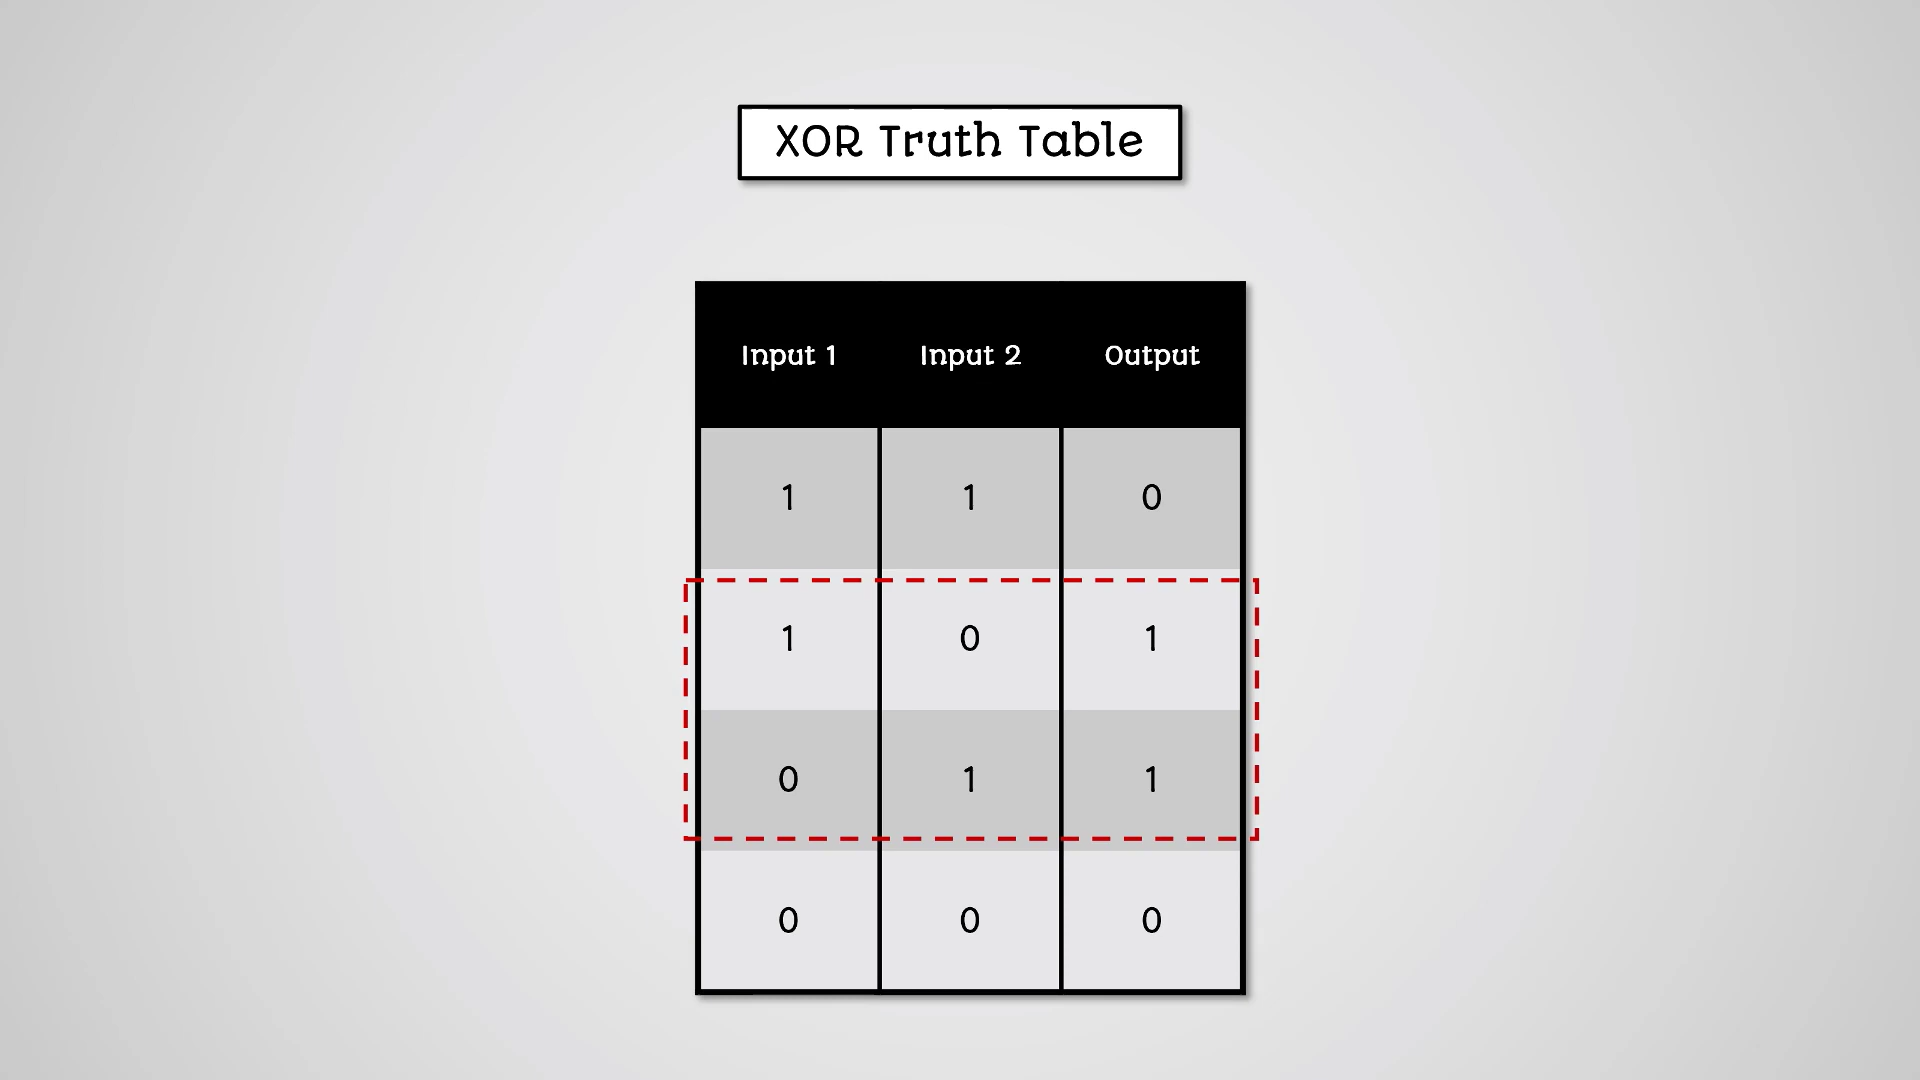 XOR Truth Table
Input 1 Input 2 Output
1 1 0
1 0 1
0 1 1
0 0 0